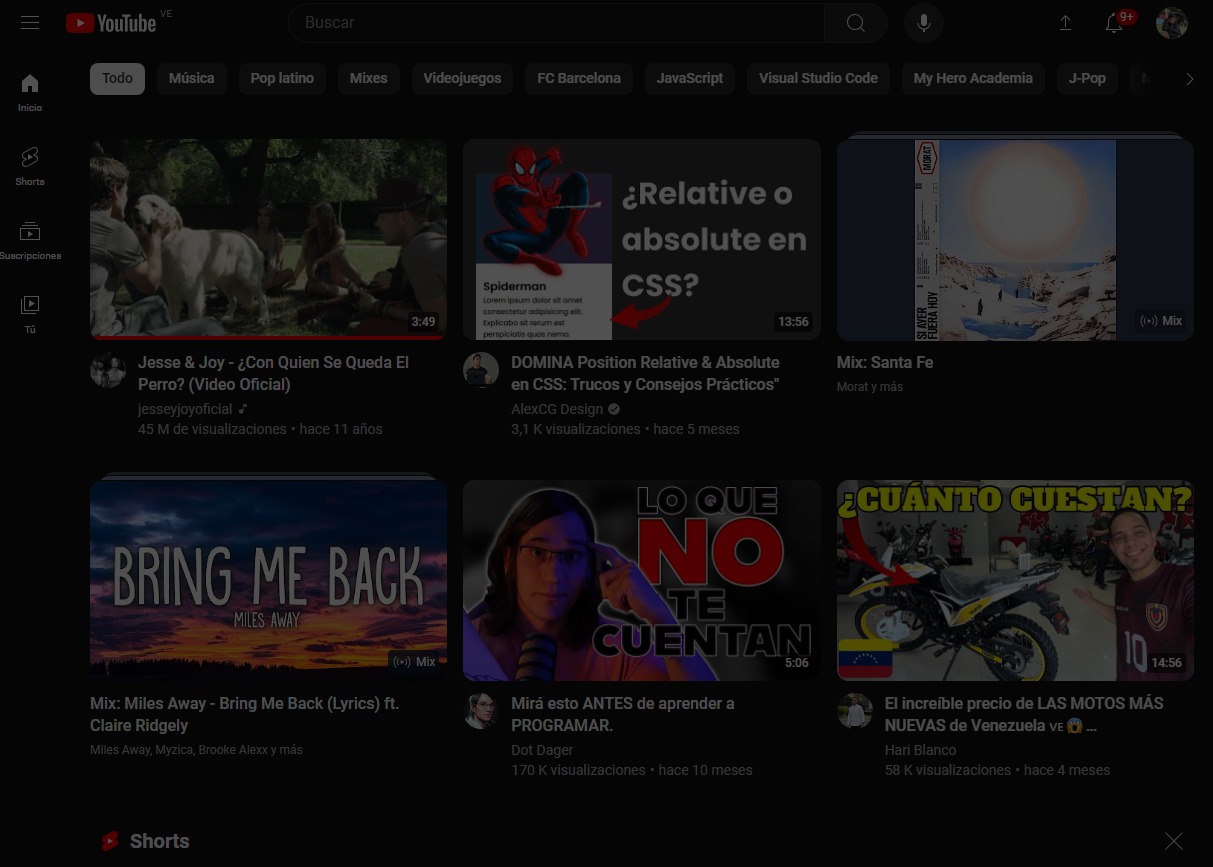 YouTube VE
Buscar
9+
Todo Música Pop latino Mixes Videojuegos FC Barcelona JavaScript Visual Studio Code My Hero Academia J-Pop
Inicio
Shorts
Suscripciones
Tú
3:49
Jesse & Joy - ¿Con Quien Se Queda El
Perro? (Video Oficial)
jesseyjoyoficial
45 M de visualizaciones • hace 11 años
¿Relative o
absolute en
CSS?
Spiderman
Lorem ipsum dolor sit amet
consectetur adipisicing elit.
Explicabo sit rerum est
perspiciatis quas nemo.
13:56
DOMINA Position Relative & Absolute
en CSS: Trucos y Consejos Prácticos"
AlexCG Design
3,1 K visualizaciones • hace 5 meses
MORAT
Mix
Mix: Santa Fe
Morat y más
BRING ME BACK
MILES AWAY
Mix
Mix: Miles Away - Bring Me Back (Lyrics) ft.
Claire Ridgely
Miles Away, Myzica, Brooke Alexx y más
LO QUE
NO
TE
CUENTAN
5:06
Mirá esto ANTES de aprender a
PROGRAMAR.
Dot Dager
170 K visualizaciones • hace 10 meses
¿CUÁNTO CUESTAN?
10
14:56
El increíble precio de LAS MOTOS MÁS
NUEVAS de Venezuela VE 😱 ...
Hari Blanco
58 K visualizaciones • hace 4 meses
Shorts